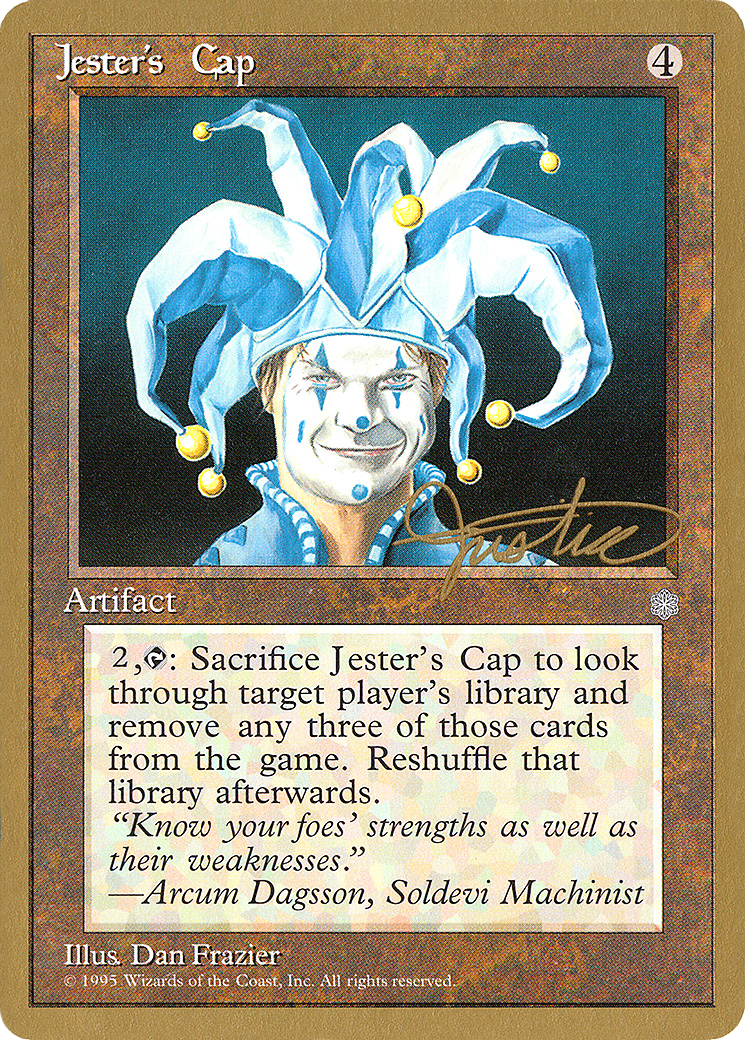 Jester's Cap
4
Justice
Artifact
2,: Sacrifice Jester's Cap to look
through target player's library and
remove any three of those cards
from the game. Reshuffle that
library afterwards.
“Know your foes’ strengths as well as
their weaknesses.”
—Arcum Dagsson, Soldevi Machinist
Illus. Dan Frazier
© 1995 Wizards of the Coast, Inc. All rights reserved.